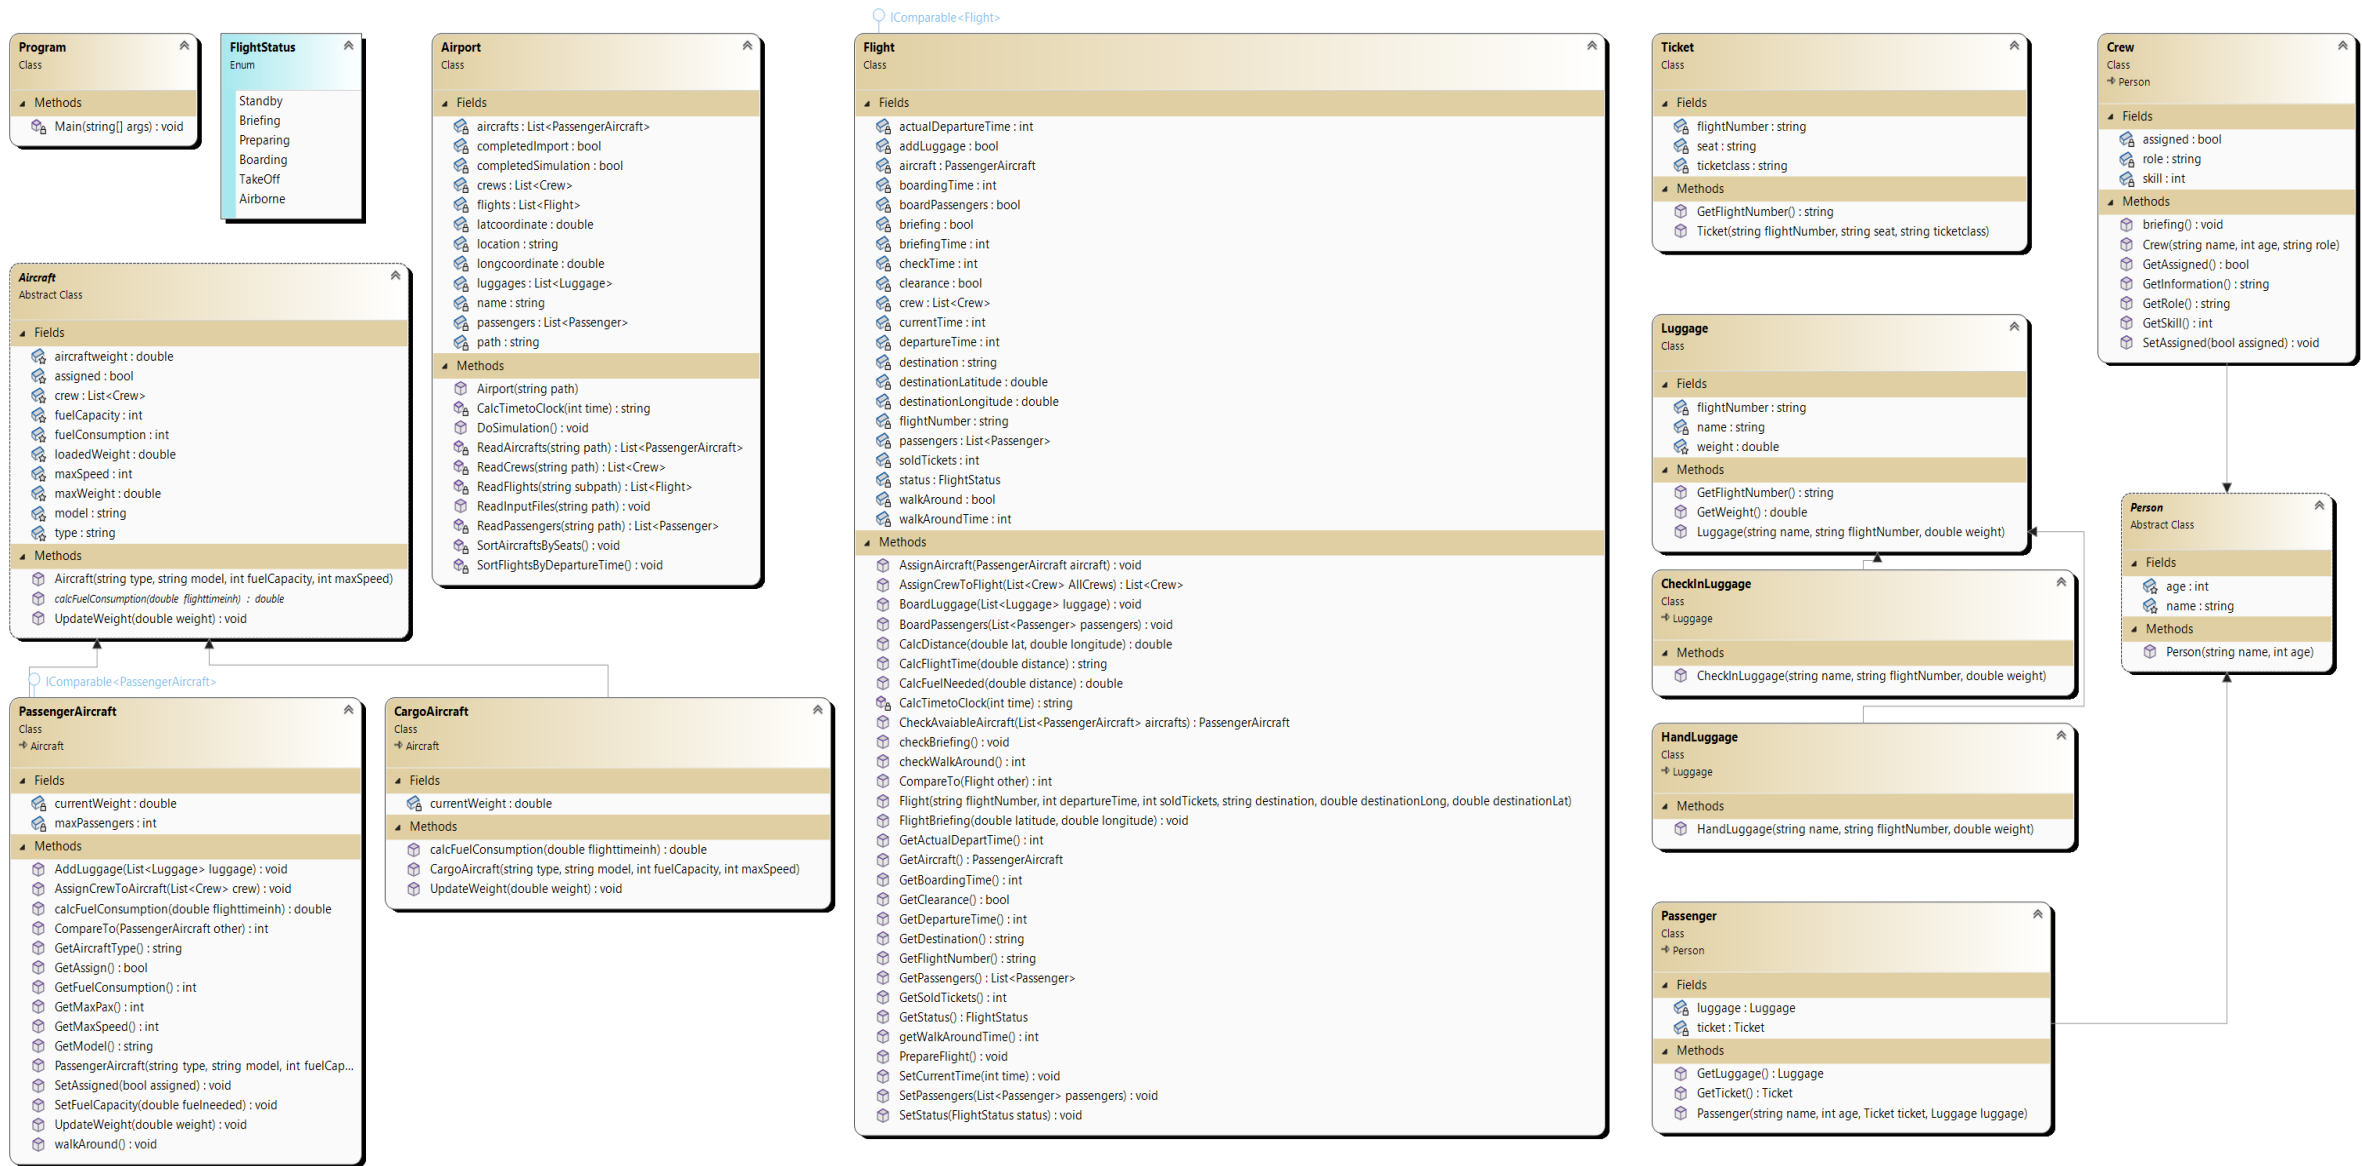 Program
Class
Methods
Main(string[] args) : void
FlightStatus
Enum
Standby
Briefing
Preparing
Boarding
TakeOff
Airborne
Airport
Class
Fields
aircrafts : List<PassengerAircraft>
completedImport : bool
completedSimulation : bool
crews : List<Crew>
flights : List<Flight>
latcoordinate : double
location : string
longcoordinate : double
luggages : List<Luggage>
name : string
passengers : List<Passenger>
path : string
Methods
Airport(string path)
CalcTimetoClock(int time) : string
DoSimulation() : void
ReadAircrafts(string path) : List<PassengerAircraft>
ReadCrews(string path) : List<Crew>
ReadFlights(string subpath) : List<Flight>
ReadInputFiles(string path) : void
ReadPassengers(string path) : List<Passenger>
SortAircraftsBySeats() : void
SortFlightsByDepartureTime() : void
Aircraft
Abstract Class
Fields
aircraftweight : double
assigned : bool
crew : List<Crew>
fuelCapacity : int
fuelConsumption : int
loadedWeight : double
maxSpeed : int
maxWeight : double
model : string
type : string
Methods
Aircraft(string type, string model, int fuelCapacity, int maxSpeed)
calcFuelConsumption(double flighttimeinh) : double
UpdateWeight(double weight) : void
IComparable<PassengerAircraft>
PassengerAircraft
Class
Aircraft
Fields
currentWeight : double
maxPassengers : int
Methods
AddLuggage(List<Luggage> luggage) : void
AssignCrewToAircraft(List<Crew> crew) : void
calcFuelConsumption(double flighttimeinh) : double
CompareTo(PassengerAircraft other) : int
GetAircraftType() : string
GetAssign() : bool
GetFuelConsumption() : int
GetMaxPax() : int
GetMaxSpeed() : int
GetModel() : string
PassengerAircraft(string type, string model, int fuelCap...
SetAssigned(bool assigned) : void
SetFuelCapacity(double fuelneeded) : void
UpdateWeight(double weight) : void
walkAround() : void
CargoAircraft
Class
Aircraft
Fields
currentWeight : double
Methods
calcFuelConsumption(double flighttimeinh) : double
CargoAircraft(string type, string model, int fuelCapacity, int maxSpeed)
UpdateWeight(double weight) : void
IComparable<Flight>
Flight
Class
Fields
actualDepartureTime : int
addLuggage : bool
aircraft : PassengerAircraft
boardingTime : int
boardPassengers : bool
briefing : bool
briefingTime : int
checkTime : int
clearance : bool
crew : List<Crew>
currentTime : int
departureTime : int
destination : string
destinationLatitude : double
destinationLongitude : double
flightNumber : string
passengers : List<Passenger>
soldTickets : int
status : FlightStatus
walkAround : bool
walkAroundTime : int
Methods
AssignAircraft(PassengerAircraft aircraft) : void
AssignCrewToFlight(List<Crew> AllCrews) : List<Crew>
BoardLuggage(List<Luggage> luggage) : void
BoardPassengers(List<Passenger> passengers) : void
CalcDistance(double lat, double longitude) : double
CalcFlightTime(double distance) : string
CalcFuelNeeded(double distance) : double
CalcTimetoClock(int time) : string
CheckAvaiableAircraft(List<PassengerAircraft> aircrafts) : PassengerAircraft
checkBriefing() : void
checkWalkAround() : int
CompareTo(Flight other) : int
Flight(string flightNumber, int departureTime, int soldTickets, string destination, double destinationLong, double destinationLat)
FlightBriefing(double latitude, double longitude) : void
GetActualDepartTime() : int
GetAircraft() : PassengerAircraft
GetBoardingTime() : int
GetClearance() : bool
GetDepartureTime() : int
GetDestination() : string
GetFlightNumber() : string
GetPassengers() : List<Passenger>
GetSoldTickets() : int
GetStatus() : FlightStatus
getWalkAroundTime() : int
PrepareFlight() : void
SetCurrentTime(int time) : void
SetPassengers(List<Passenger> passengers) : void
SetStatus(FlightStatus status) : void
Ticket
Class
Fields
flightNumber : string
seat : string
ticketclass : string
Methods
GetFlightNumber() : string
Ticket(string flightNumber, string seat, string ticketclass)
Luggage
Class
Fields
flightNumber : string
name : string
weight : double
Methods
GetFlightNumber() : string
GetWeight() : double
Luggage(string name, string flightNumber, double weight)
CheckInLuggage
Class
Luggage
Methods
CheckInLuggage(string name, string flightNumber, double weight)
HandLuggage
Class
Luggage
Methods
HandLuggage(string name, string flightNumber, double weight)
Passenger
Class
Person
Fields
luggage : Luggage
ticket : Ticket
Methods
GetLuggage() : Luggage
GetTicket() : Ticket
Passenger(string name, int age, Ticket ticket, Luggage luggage)
Crew
Class
Person
Fields
assigned : bool
role : string
skill : int
Methods
briefing() : void
Crew(string name, int age, string role)
GetAssigned() : bool
GetInformation() : string
GetRole() : string
GetSkill() : int
SetAssigned(bool assigned) : void
Person
Abstract Class
Fields
age : int
name : string
Methods
Person(string name, int age)